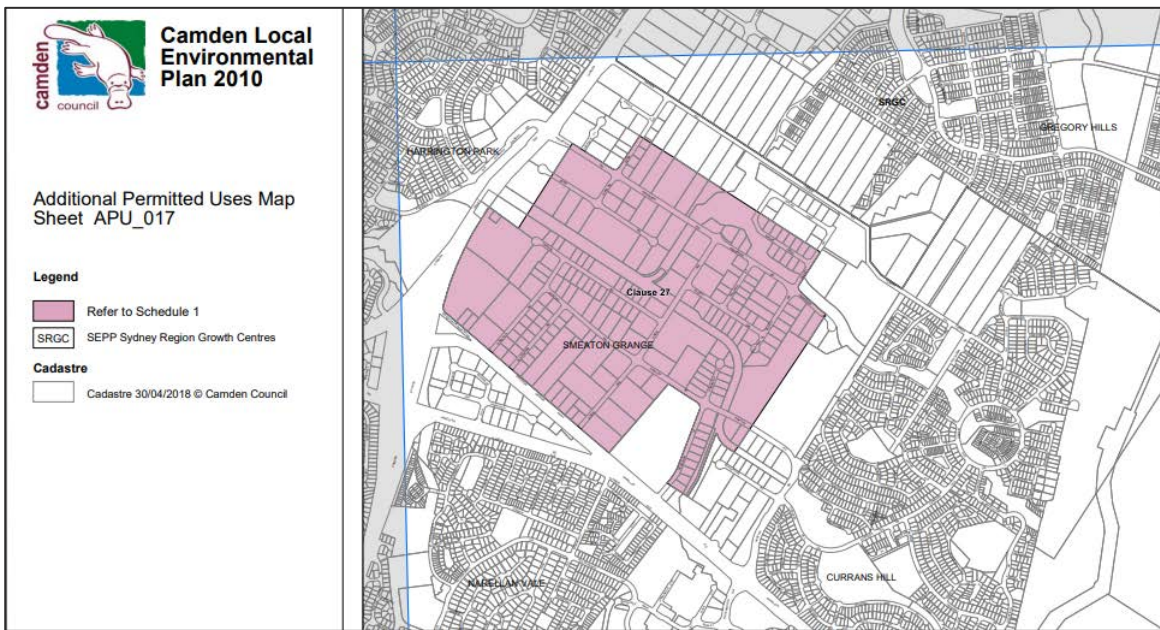 camden
council
Camden Local
Environmental
Plan 2010
Additional Permitted Uses Map
Sheet APU_017
Legend
Refer to Schedule 1
SRGC
SEPP Sydney Region Growth Centres
Cadastre
Cadastre 30/04/2018 © Camden Council
SRGC
GREGORY HILLS
HARRINGTON PARK
Clause 27
SMEATON GRANGE
CURRANS HILL
NARELLAN VALE